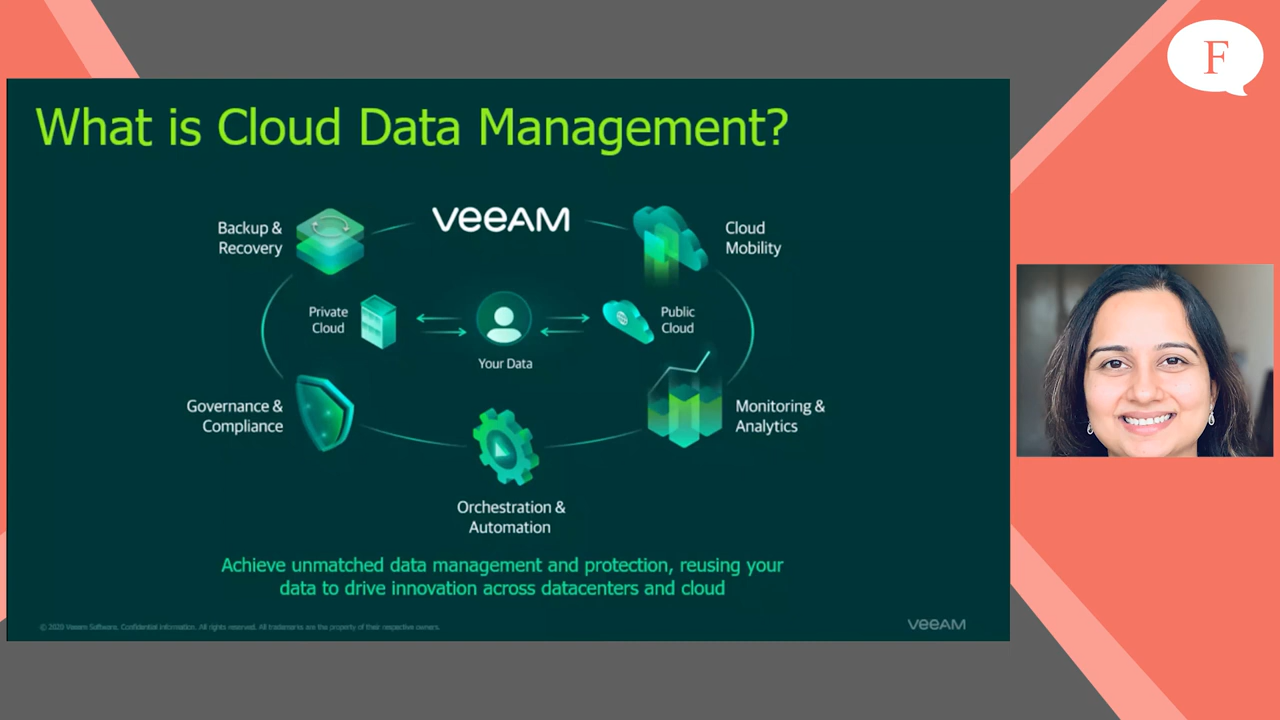 F
What is Cloud Data Management?
veeAM
Backup &
Recovery
Cloud
Mobility
Private
Cloud
Public
Cloud
Your Data
Governance &
Compliance
Monitoring &
Analytics
Orchestration &
Automation
Achieve unmatched data management and protection, reusing your
data to drive innovation across datacenters and cloud
© 2020 Veeam Software. Confidential information. All rights reserved. All trademarks are the property of their respective owners.
veeAM